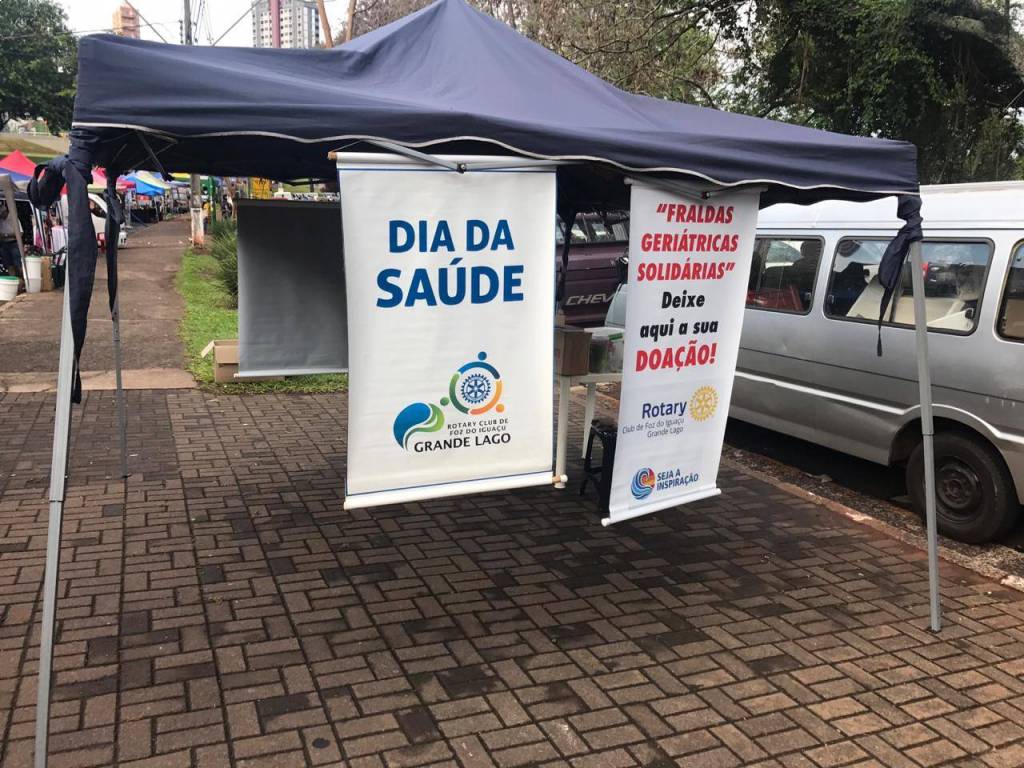 DIA DA
SAÚDE
ROTARY CLUB DE
FOZ DO IGUAÇU
GRANDE LAGO
"FRALDAS
GERIÁTRICAS
SOLIDÁRIAS"
Deixe
aqui a sua
DOAÇÃO!
Rotary
Club de Foz do Iguaçu
Grande Lago
SEJA A
INSPIRAÇÃO
CHEV